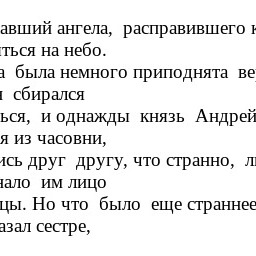 авший ангела, расправившего
ться на небо.
а была немного приподнята ве
сбирался
ься, и однажды князь Андрей
я из часовни,
ись друг другу, что странно, л
нало им лицо
цы. Но что было еще страннее
азал сестре,